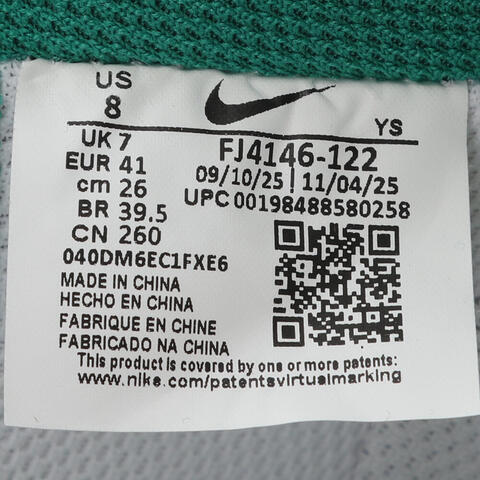 US
8
YS
UK 7
EUR 41
cm 26
BR 39.5
CN 260
FJ4146-122
09/10/25 | 11/04/25
UPC 00198488580258
040DM6EC1FXE6
MADE IN CHINA
HECHO EN CHINA
FABRIQUE EN CHINE
FABRICADO NA CHINA
This product is covered by one or more patents:
www.nike.com/patentsvirtualmarking